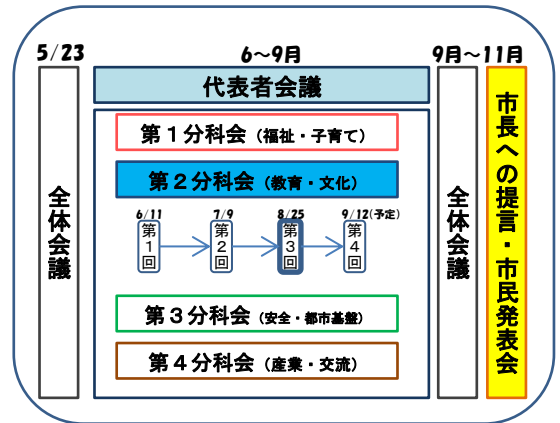 5/23
6～9月
9月～11月
全体会議
代表者会議
第1分科会（福祉・子育て）
第2分科会（教育・文化）
6/11
7/9
8/25
9/12(予定)
第1回
第2回
第3回
第4回
第3分科会（安全・都市基盤）
第4分科会（産業・交流）
全体会議
市長への提言・市民発表会